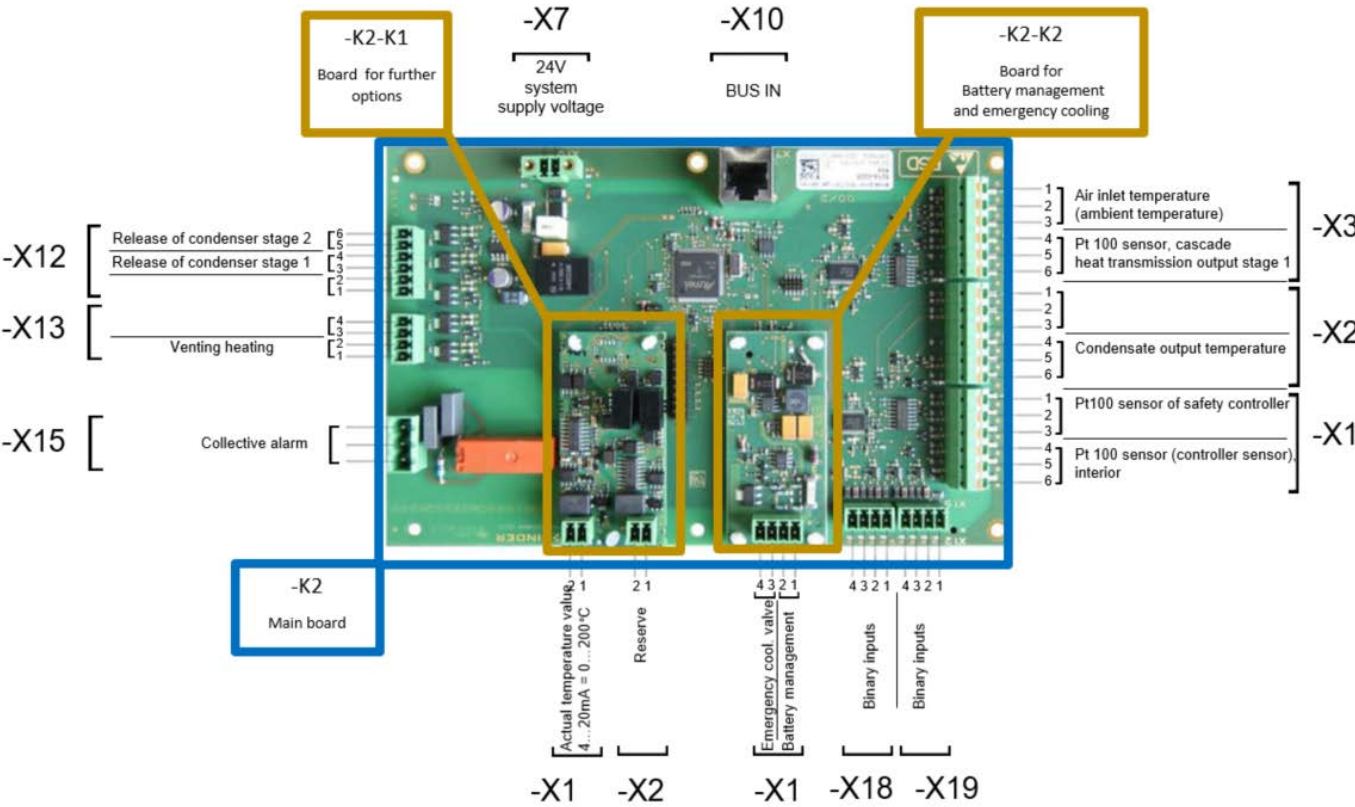 -K2-K1
Board for further
options
-X7
24V
system
supply voltage
-X10
BUS IN
-K2-K2
Board for
Battery management
and emergency cooling
-X12
Release of condenser stage 2
6
5
Release of condenser stage 1
4
3
2
1
-X13
4
3
Venting heating
2
1
-X15
Collective alarm
1
2
3
Air inlet temperature
(ambient temperature)
4
5
6
Pt 100 sensor, cascade
heat transmission output stage 1
-X3
1
2
3
4
5
6
Condensate output temperature
-X2
1
2
3
Pt100 sensor of safety controller
4
5
6
Pt 100 sensor (controller sensor),
interior
-X1
-K2
Main board
2 1
Actual temperature value
4...20mA = 0...200°C
-X1
2 1
Reserve
-X2
4 3 2 1
Emergency cool. valve
Battery management
-X1
4 3 2 1
Binary inputs
-X18
4 3 2 1
Binary inputs
-X19
ESD
Atmel
BINDER
X7
X12